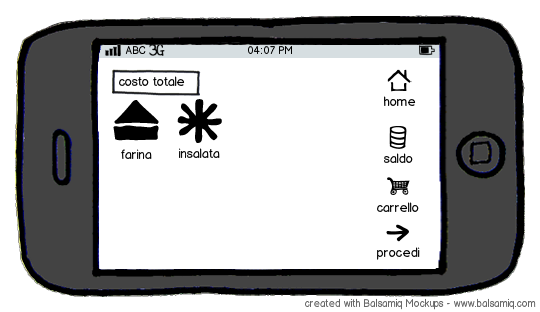 ABC 3G 04:07 PM
costo totale
home
farina insalata
saldo
carrello
procedi
created with Balsamiq Mockups - www.balsamiq.com